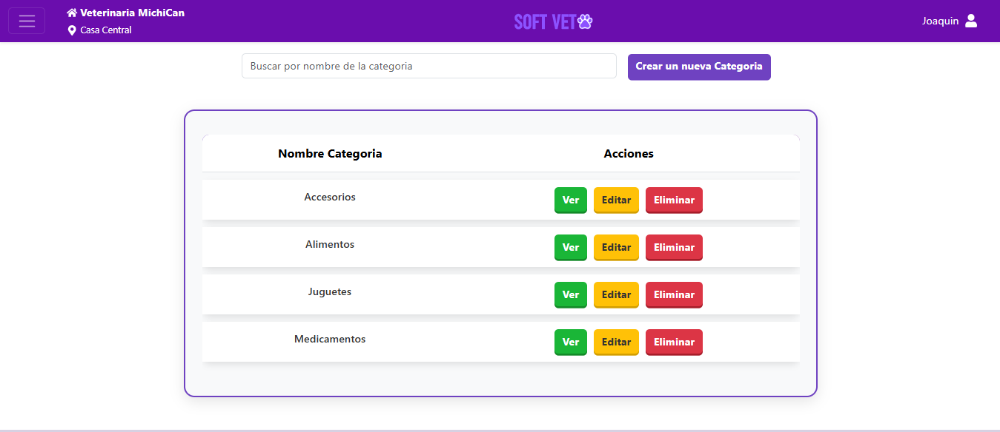 Veterinaria MichiCan
Casa Central
SOFT VET
Joaquin
Buscar por nombre de la categoria
Crear un nueva Categoria
Nombre Categoria Acciones
Accesorios Ver Editar Eliminar
Alimentos Ver Editar Eliminar
Juguetes Ver Editar Eliminar
Medicamentos Ver Editar Eliminar